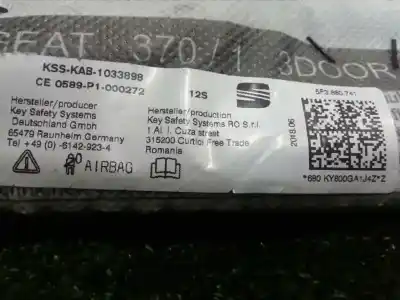 SEAT 370/1 3DOOR
KSS-KAB-1033898
CE 0589-P1-000272
12S
Hersteller/producer
Key Safety Systems
Deutschland GmbH
65479 Raunheim Germany
Tel +49 (0) -6142-923-4
Hersteller/production
Key Safety Systems RO S.r.l.
1 Al. I. Cuza street
315200 Curtici Free Trade
Romania
2018.06
AIRBAG